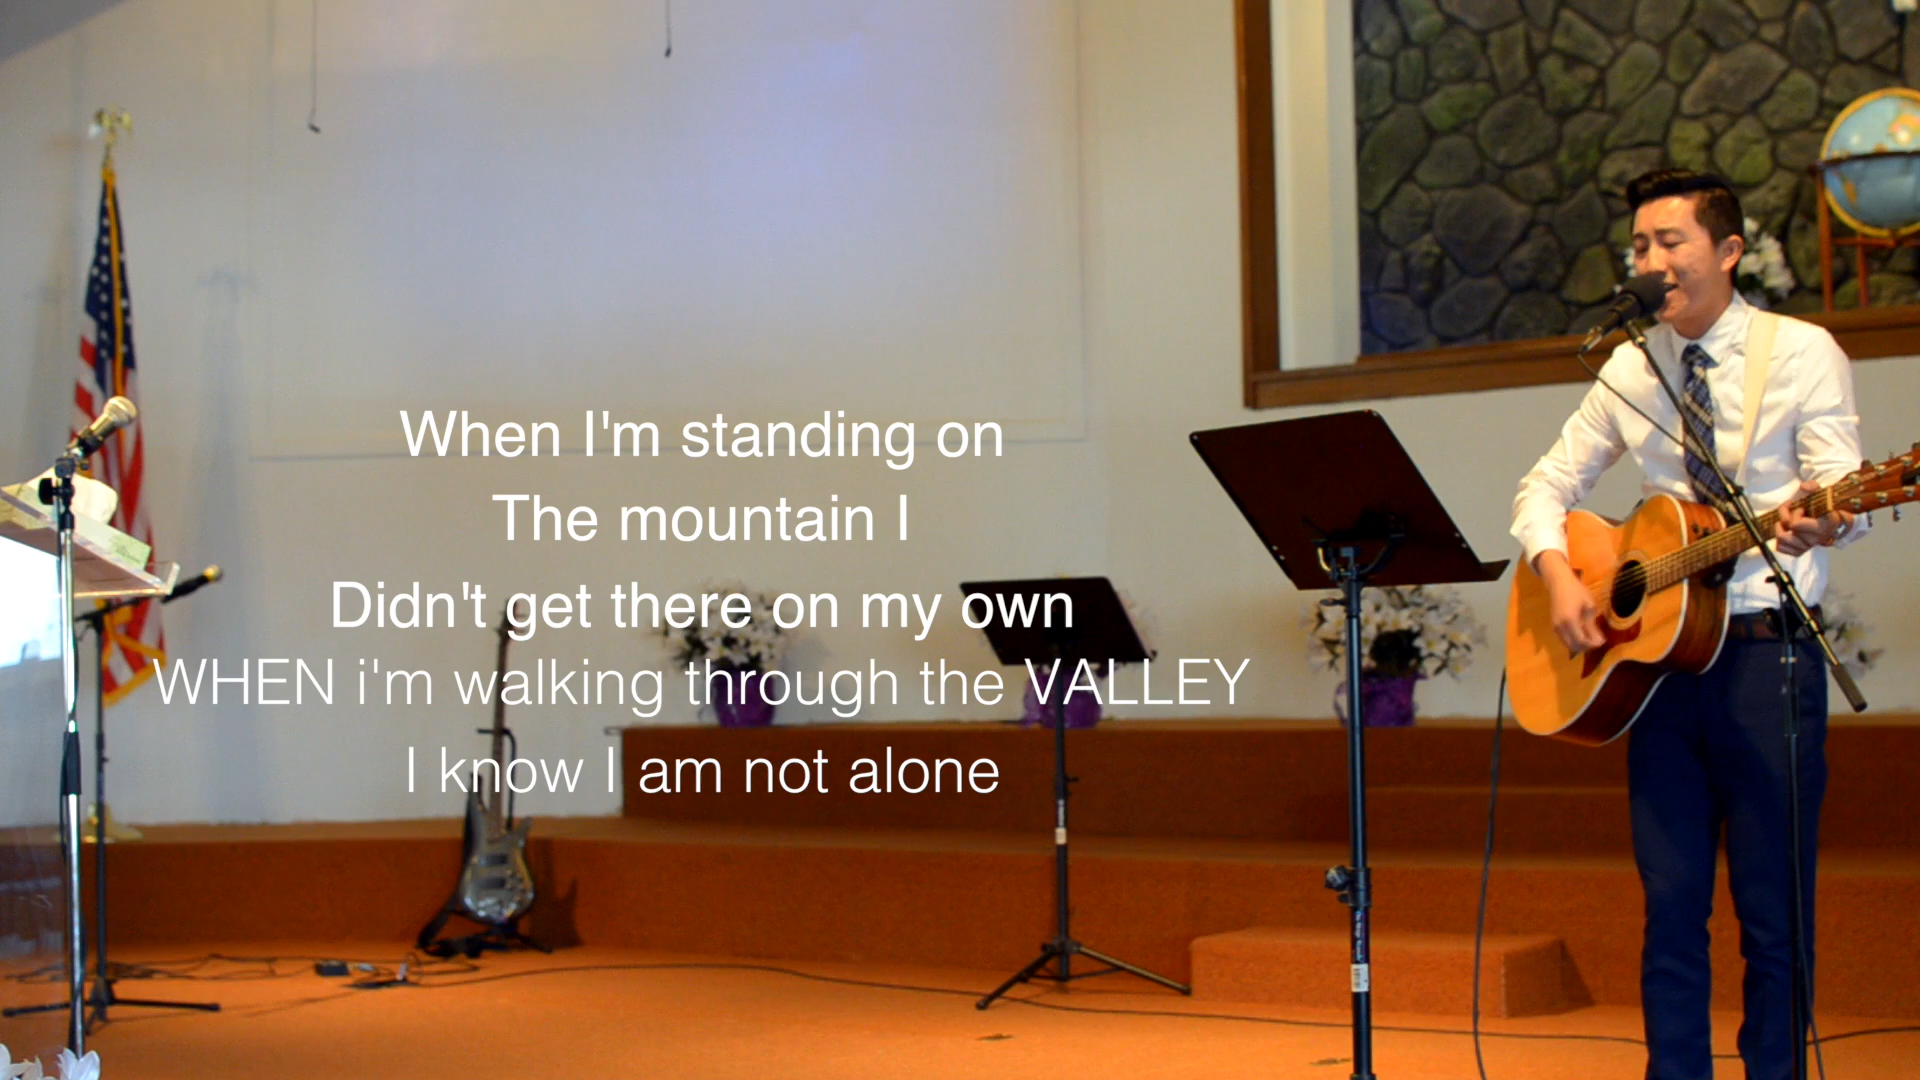 When I'm standing on
The mountain I
Didn't get there on my own
WHEN i'm walking through the VALLEY
I know I am not alone